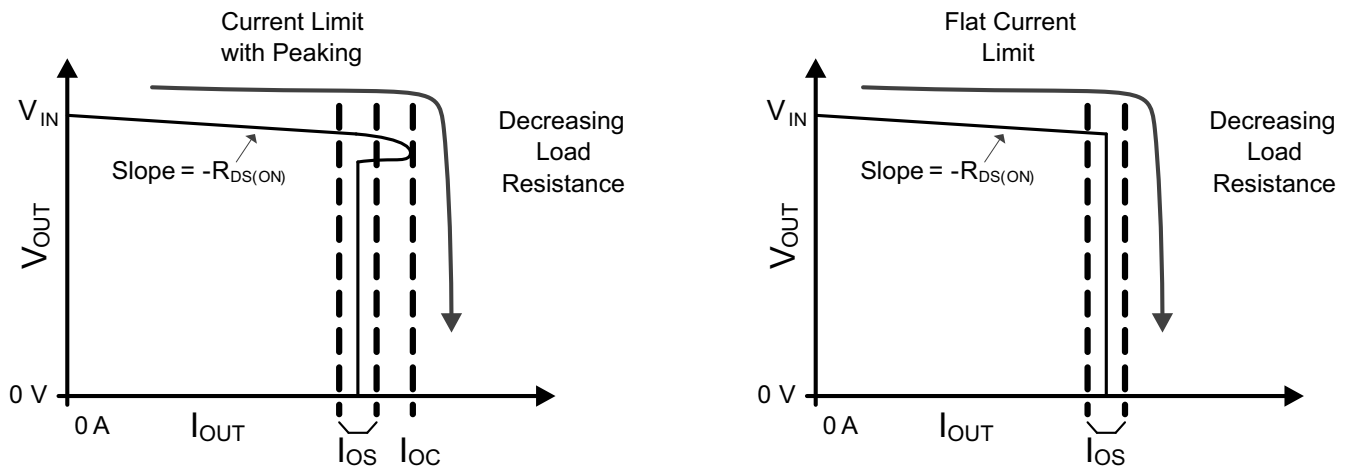 Current Limit
with Peaking
V_IN
Slope = -R_DS(ON)
Decreasing
Load
Resistance
V_OUT
0 V
0 A
I_OUT
I_OS
I_OC
Flat Current
Limit
V_IN
Slope = -R_DS(ON)
Decreasing
Load
Resistance
V_OUT
0 V
0 A
I_OUT
I_OS